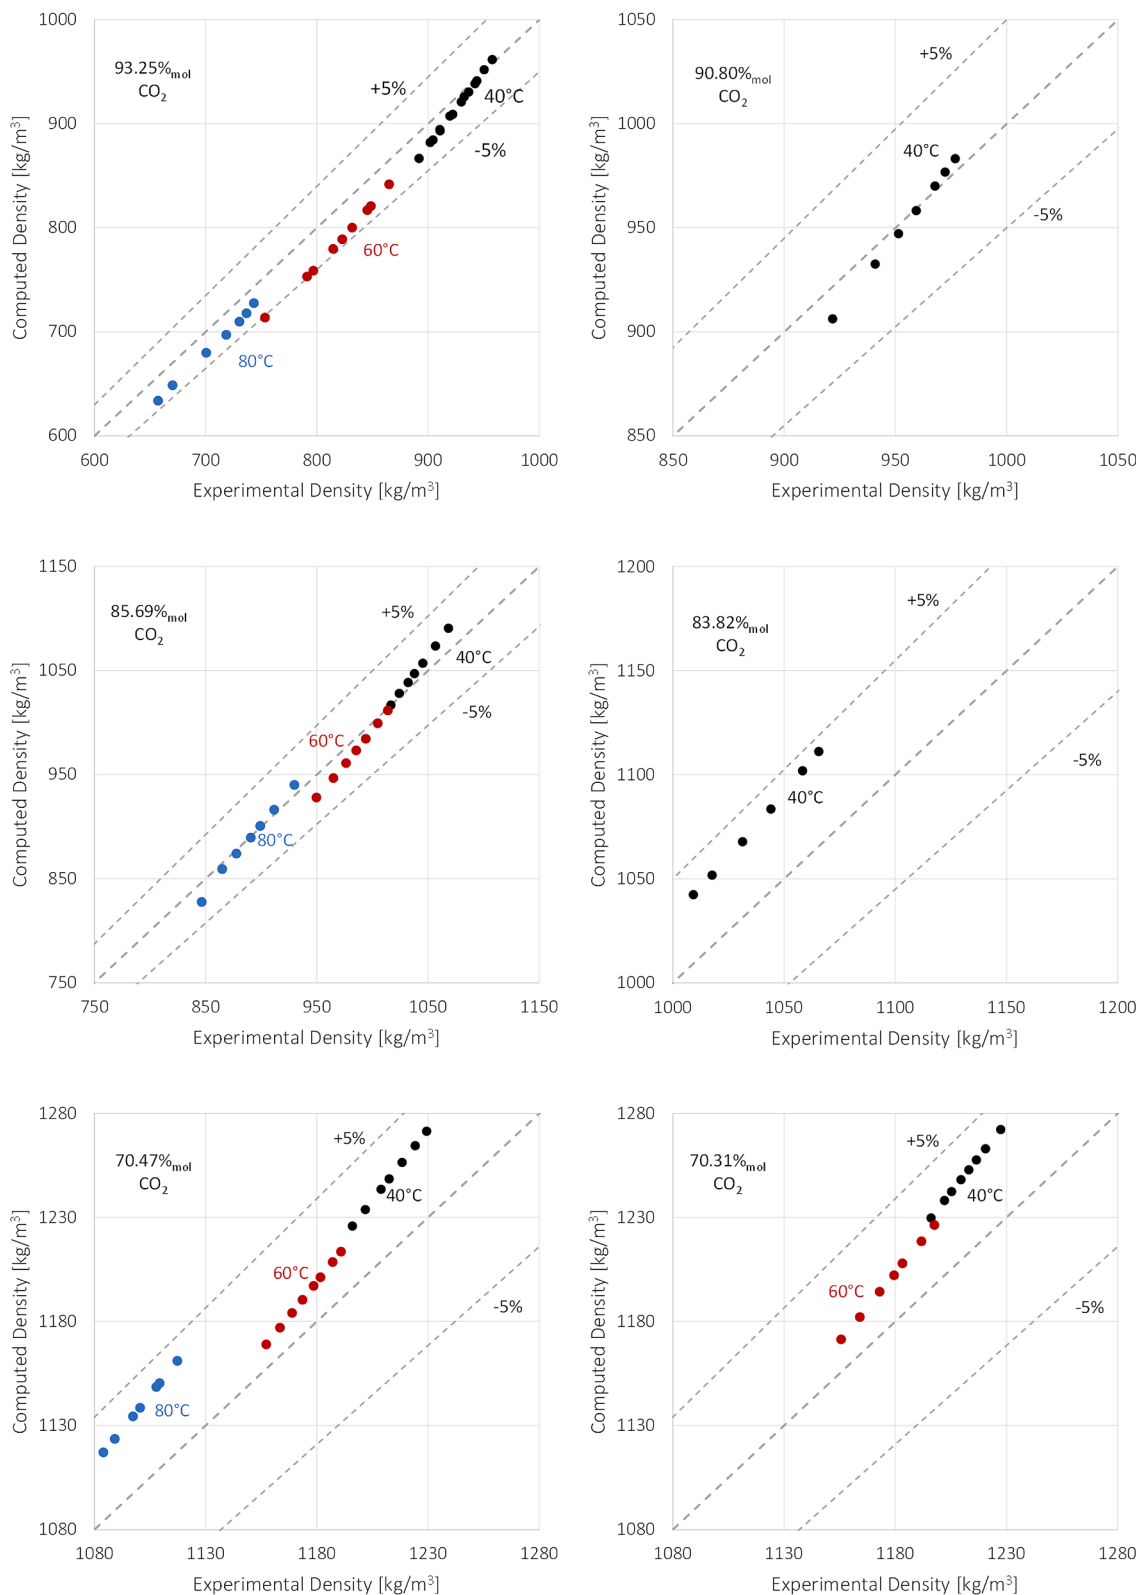 1000
900
800
700
600
600 700 800 900 1000
Computed Density [kg/m³]
Experimental Density [kg/m³]
93.25%mol
CO₂
+5%
40°C
-5%
60°C
80°C
1050
1000
950
900
850
850 900 950 1000 1050
Computed Density [kg/m³]
Experimental Density [kg/m³]
90.80%mol
CO₂
+5%
40°C
-5%
1150
1050
950
850
750
750 850 950 1050 1150
Computed Density [kg/m³]
Experimental Density [kg/m³]
85.69%mol
CO₂
+5%
40°C
-5%
60°C
80°C
1200
1150
1100
1050
1000
1000 1050 1100 1150 1200
Computed Density [kg/m³]
Experimental Density [kg/m³]
83.82%mol
CO₂
+5%
-5%
40°C
1280
1230
1180
1130
1080
1080 1130 1180 1230 1280
Computed Density [kg/m³]
Experimental Density [kg/m³]
70.47%mol
CO₂
+5%
40°C
60°C
-5%
80°C
1280
1230
1180
1130
1080
1080 1130 1180 1230 1280
Computed Density [kg/m³]
Experimental Density [kg/m³]
70.31%mol
CO₂
+5%
40°C
60°C
-5%